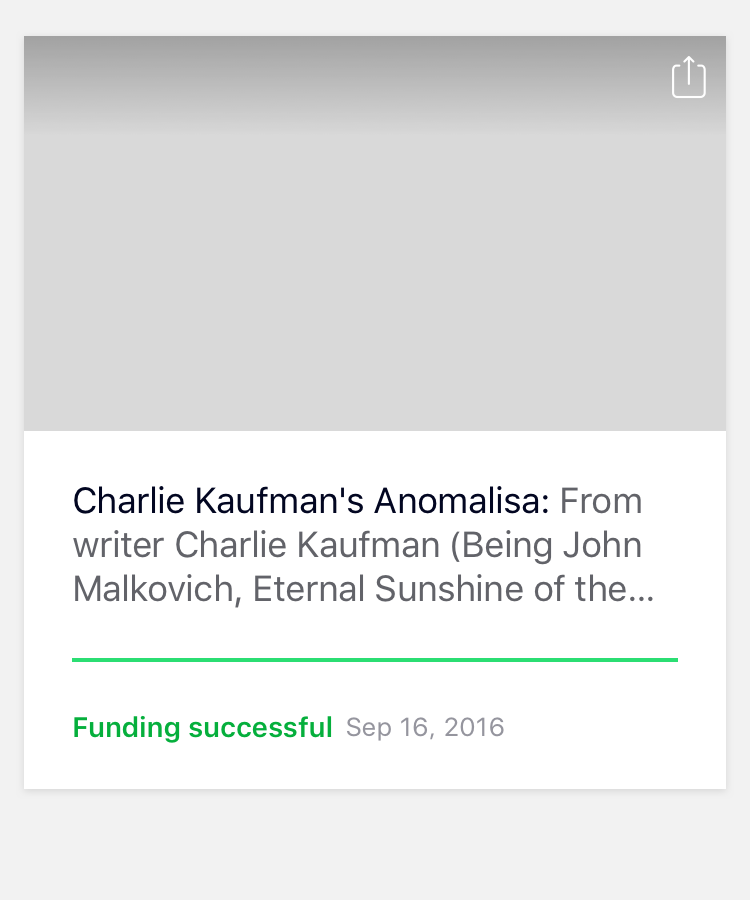 Charlie Kaufman's Anomalisa: From
writer Charlie Kaufman (Being John
Malkovich, Eternal Sunshine of the...
Funding successful Sep 16, 2016